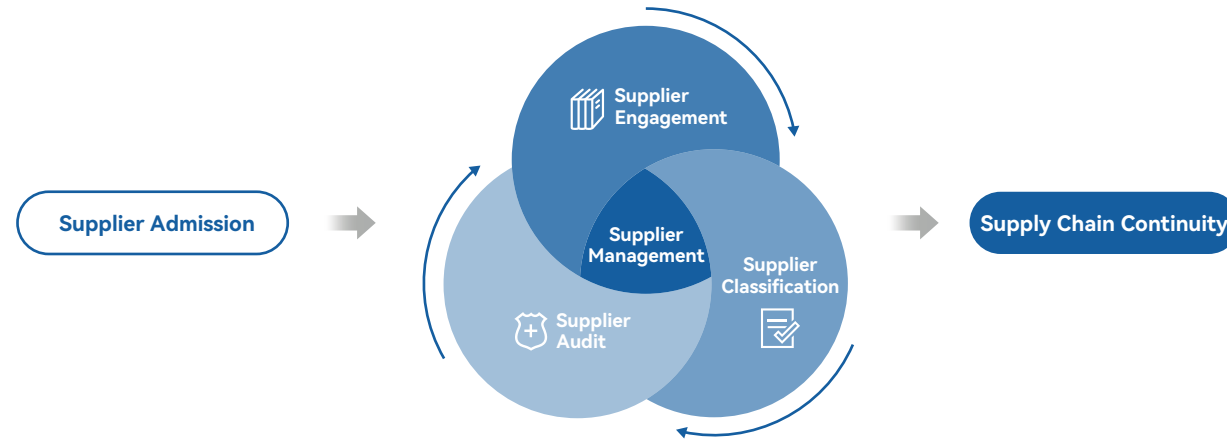 Supplier Admission
Supplier
Engagement
Supplier
Management
Supplier
Classification
Supplier
Audit
Supply Chain Continuity